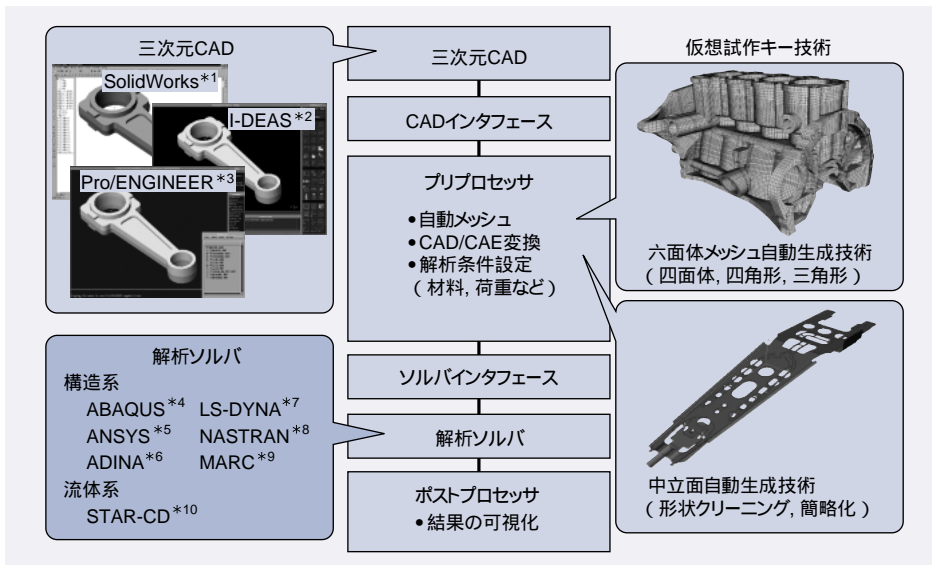 三次元CAD
SolidWorks*1
I-DEAS*2
Pro/ENGINEER*3
解析ソルバ
構造系
ABAQUS*4 LS-DYNA*7
ANSYS*5 NASTRAN*8
ADINA*6 MARC*9
流体系
STAR-CD*10
三次元CAD
CADインタフェース
プリプロセッサ
•自動メッシュ
•CAD/CAE変換
•解析条件設定
(材料, 荷重など)
ソルバインタフェース
解析ソルバ
ポストプロセッサ
•結果の可視化
仮想試作キー技術
六面体メッシュ自動生成技術
(四面体, 四角形, 三角形)
中立面自動生成技術
(形状クリーニング, 簡略化)